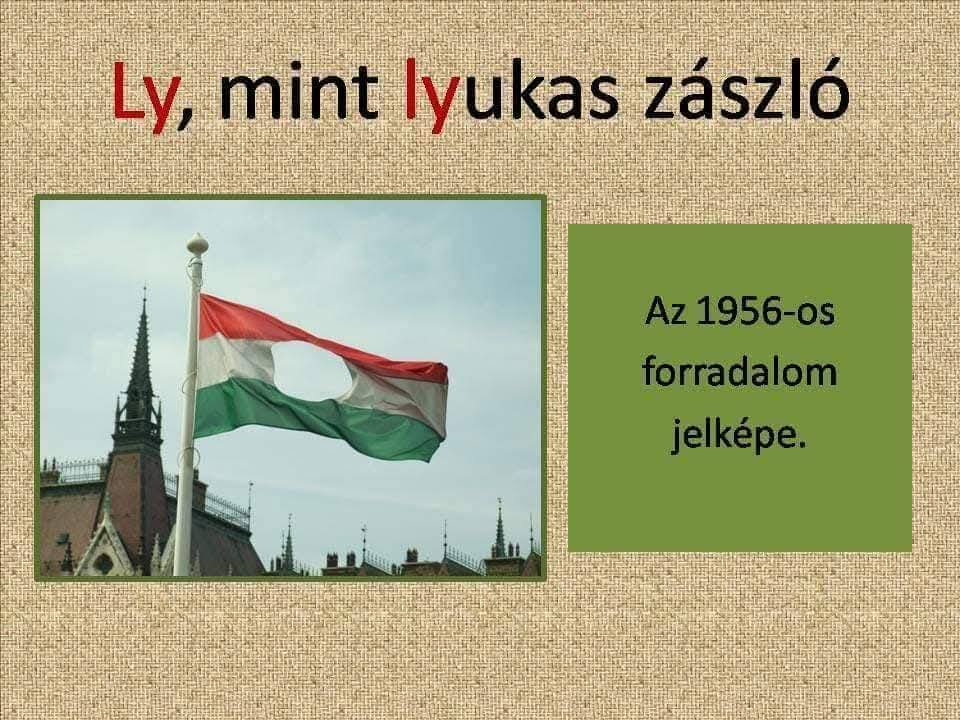 Ly, mint lyukas zászló
Az 1956-os
forradalom
jelképe.